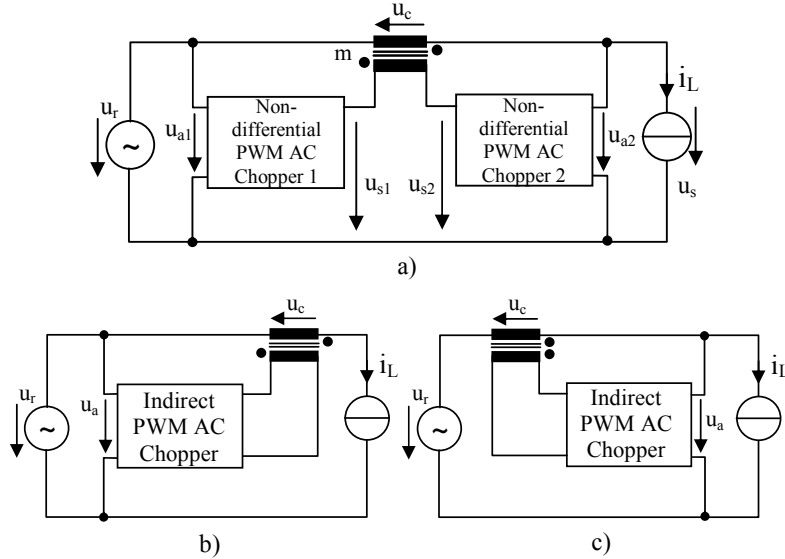 u_c
m
u_r
~
u_a1
Non-
differential
PWM AC
Chopper 1
u_s1
u_s2
Non-
differential
PWM AC
Chopper 2
u_a2
i_L
u_s
a)
u_c
u_r
~
u_a
Indirect
PWM AC
Chopper
i_L
b)
u_c
u_r
~
Indirect
PWM AC
Chopper
u_a
i_L
c)